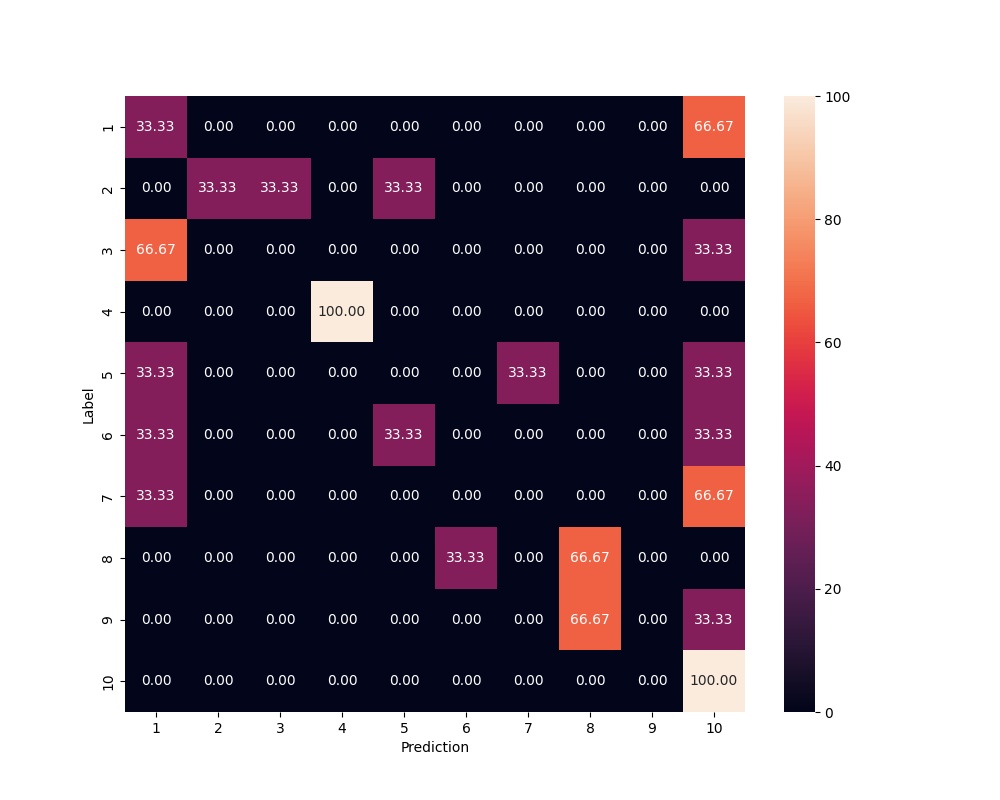 1 33.33 0.00 0.00 0.00 0.00 0.00 0.00 0.00 0.00 66.67
2 0.00 33.33 33.33 0.00 33.33 0.00 0.00 0.00 0.00 0.00
3 66.67 0.00 0.00 0.00 0.00 0.00 0.00 0.00 0.00 33.33
4 0.00 0.00 0.00 100.00 0.00 0.00 0.00 0.00 0.00 0.00
5 33.33 0.00 0.00 0.00 0.00 0.00 33.33 0.00 0.00 33.33
6 33.33 0.00 0.00 0.00 33.33 0.00 0.00 0.00 0.00 33.33
7 33.33 0.00 0.00 0.00 0.00 0.00 0.00 0.00 0.00 66.67
8 0.00 0.00 0.00 0.00 0.00 33.33 0.00 66.67 0.00 0.00
9 0.00 0.00 0.00 0.00 0.00 0.00 0.00 66.67 0.00 33.33
10 0.00 0.00 0.00 0.00 0.00 0.00 0.00 0.00 0.00 100.00
1 2 3 4 5 6 7 8 9 10
Prediction
Label
100
80
60
40
20
0